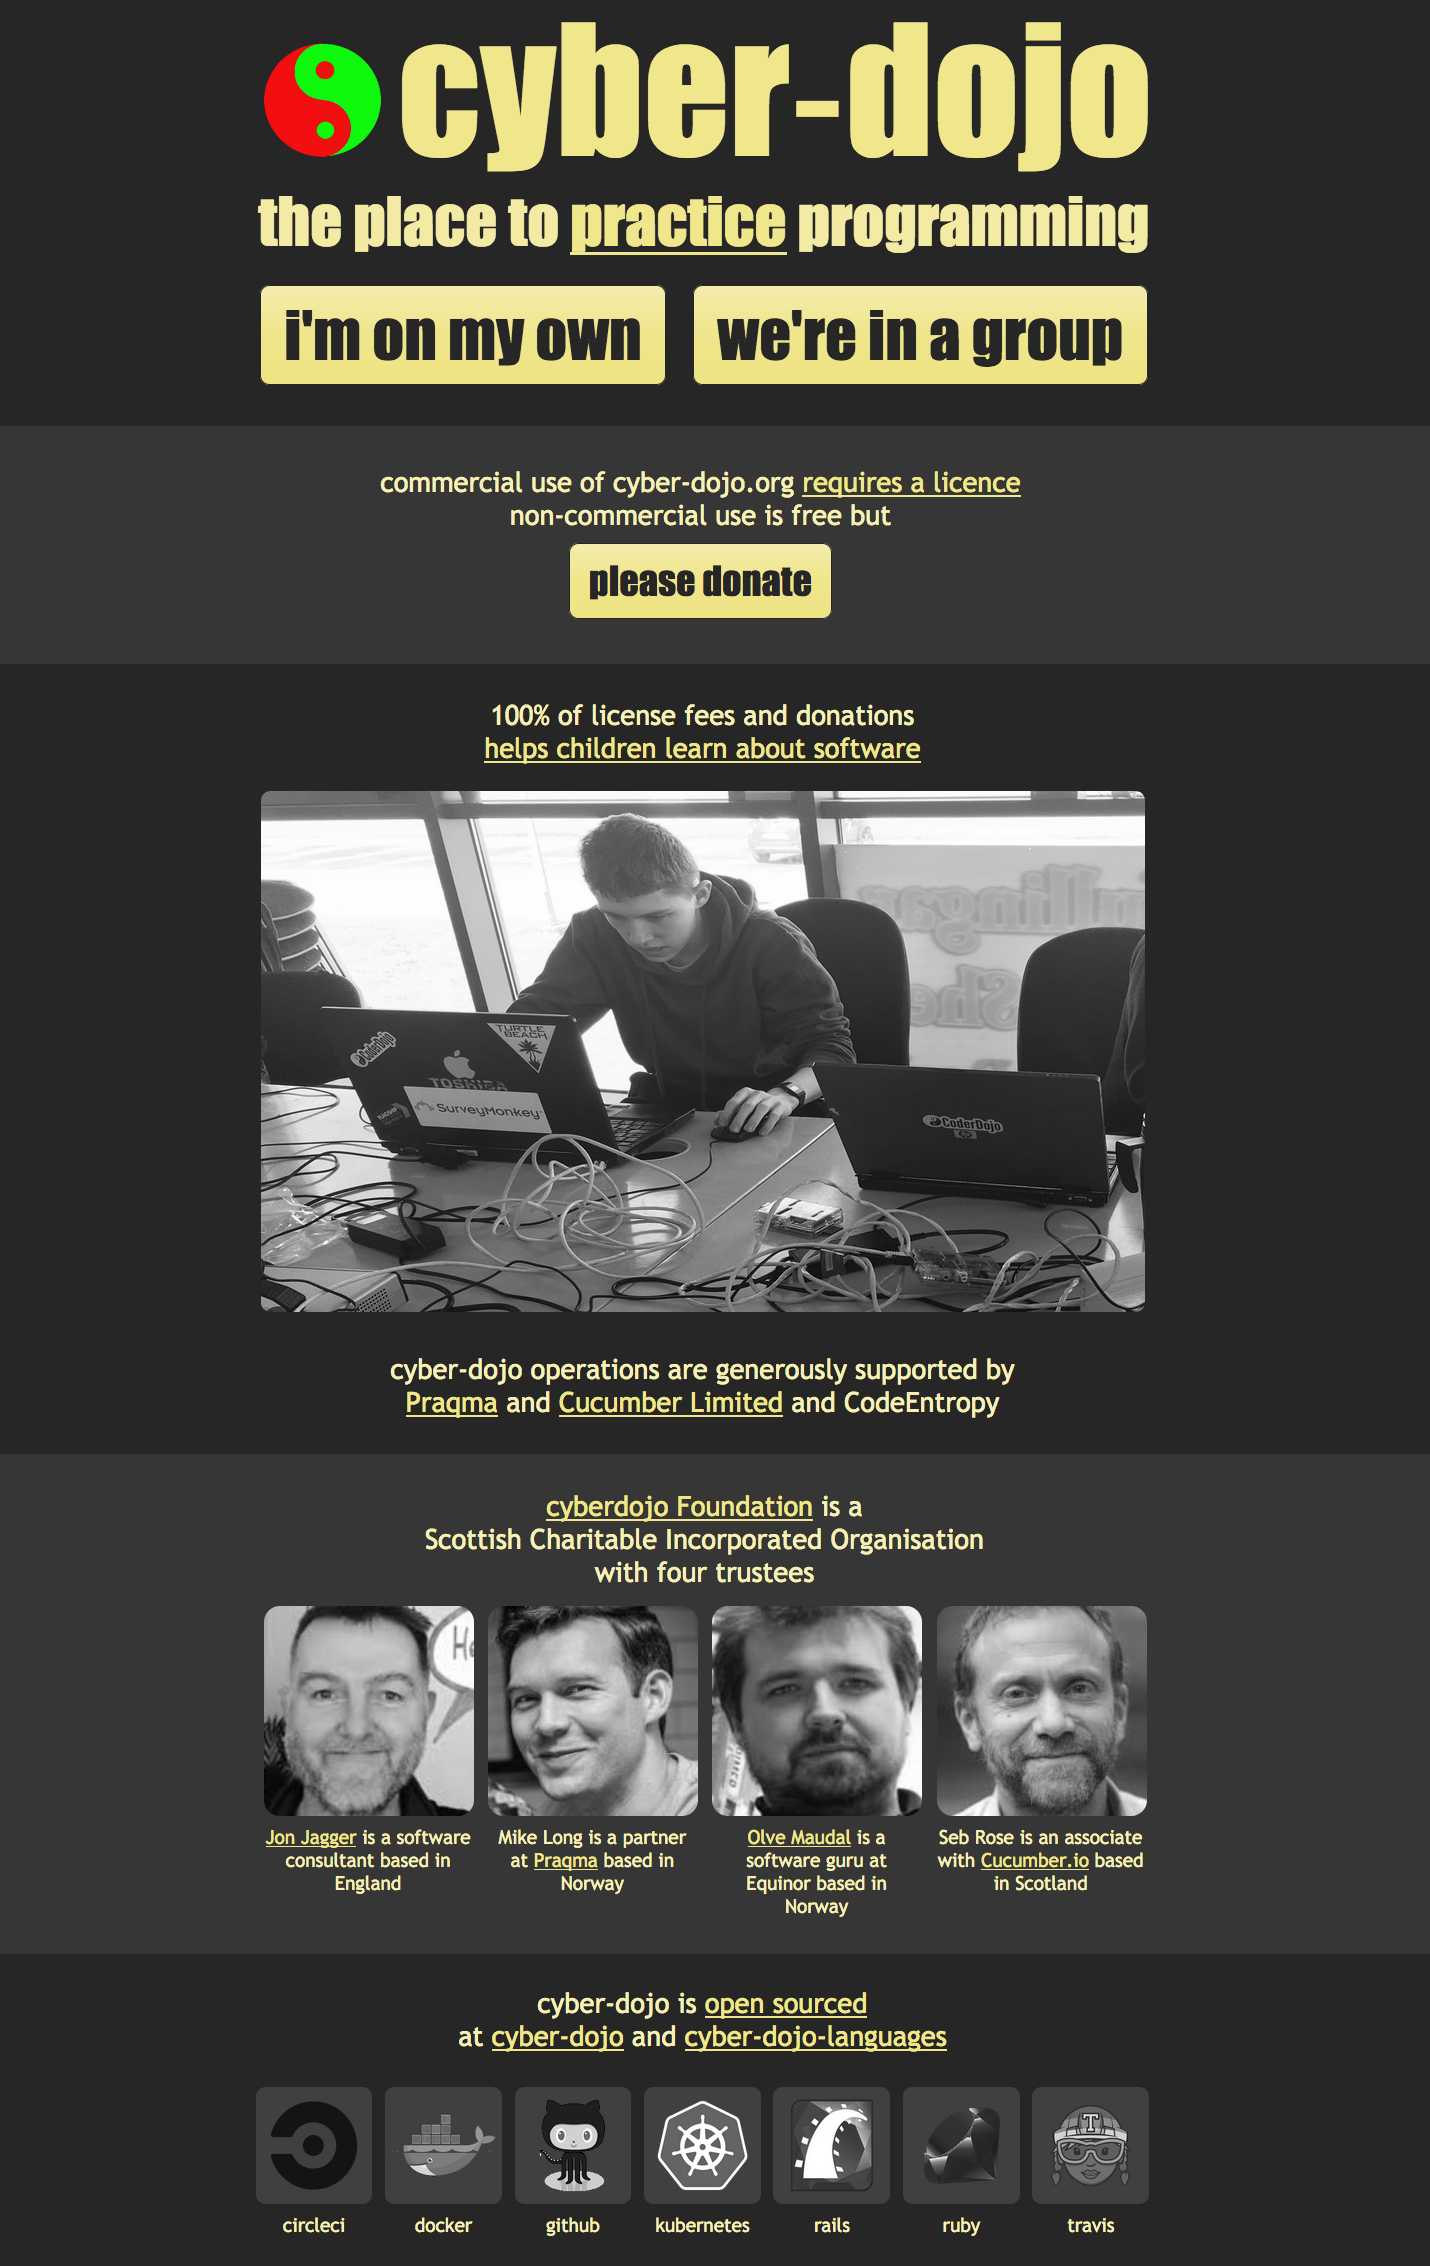 cyber-dojo
the place to practice programming
i'm on my own
we're in a group
commercial use of cyber-dojo.org requires a licence
non-commercial use is free but
please donate
100% of license fees and donations
helps children learn about software
TURTLE
BEACH
CoderDojo
TOSHIBA
SurveyMonkey
CoderDojo
hp
cyber-dojo operations are generously supported by
Praqma and Cucumber Limited and CodeEntropy
cyberdojo Foundation is a
Scottish Charitable Incorporated Organisation
with four trustees
He
Jon Jagger is a software
consultant based in
England
Mike Long is a partner
at Praqma based in
Norway
Olve Maudal is a
software guru at
Equinor based in
Norway
Seb Rose is an associate
with Cucumber.io based
in Scotland
cyber-dojo is open sourced
at cyber-dojo and cyber-dojo-languages
T
circleci
docker
github
kubernetes
rails
ruby
travis